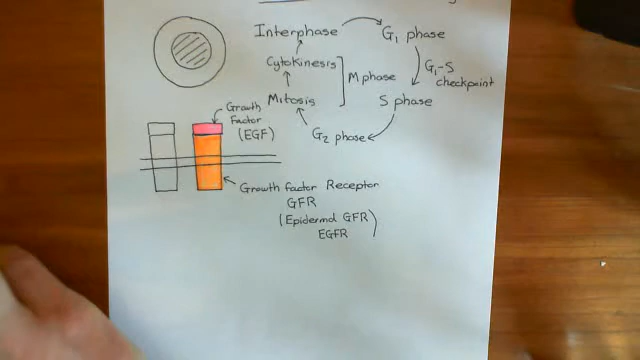 Interphase
G₁ phase
G₁-S
checkpoint
S phase
G₂ phase
Mitosis
Cytokinesis
M phase
Growth
Factor
(EGF)
Growth factor Receptor
GFR
(Epidermal GFR)
EGFR